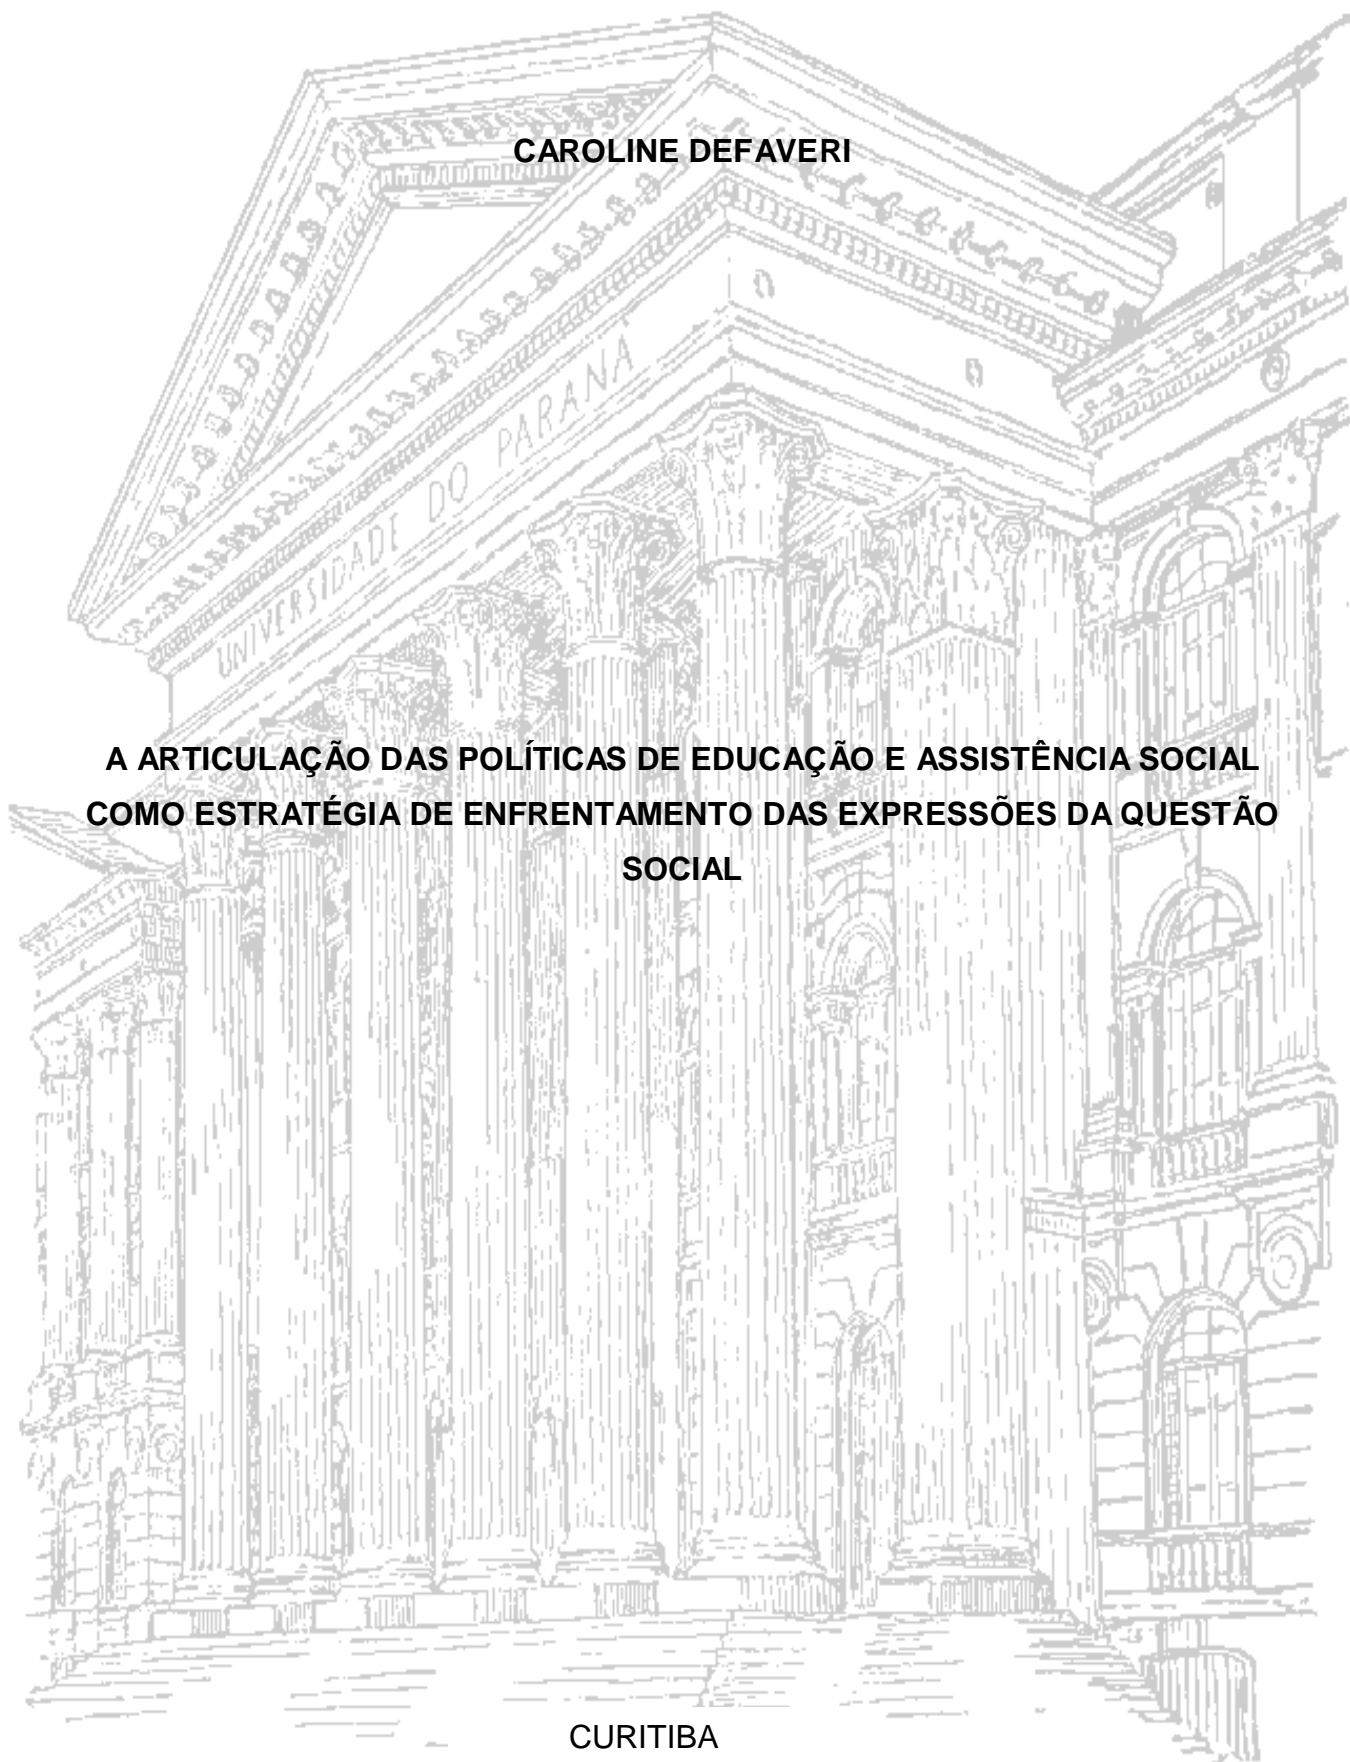 CAROLINE DEFAVERI
UNIVERSIDADE DO PARANÁ
A ARTICULAÇÃO DAS POLÍTICAS DE EDUCAÇÃO E ASSISTÊNCIA SOCIAL
COMO ESTRATÉGIA DE ENFRENTAMENTO DAS EXPRESSÕES DA QUESTÃO
SOCIAL
CURITIBA